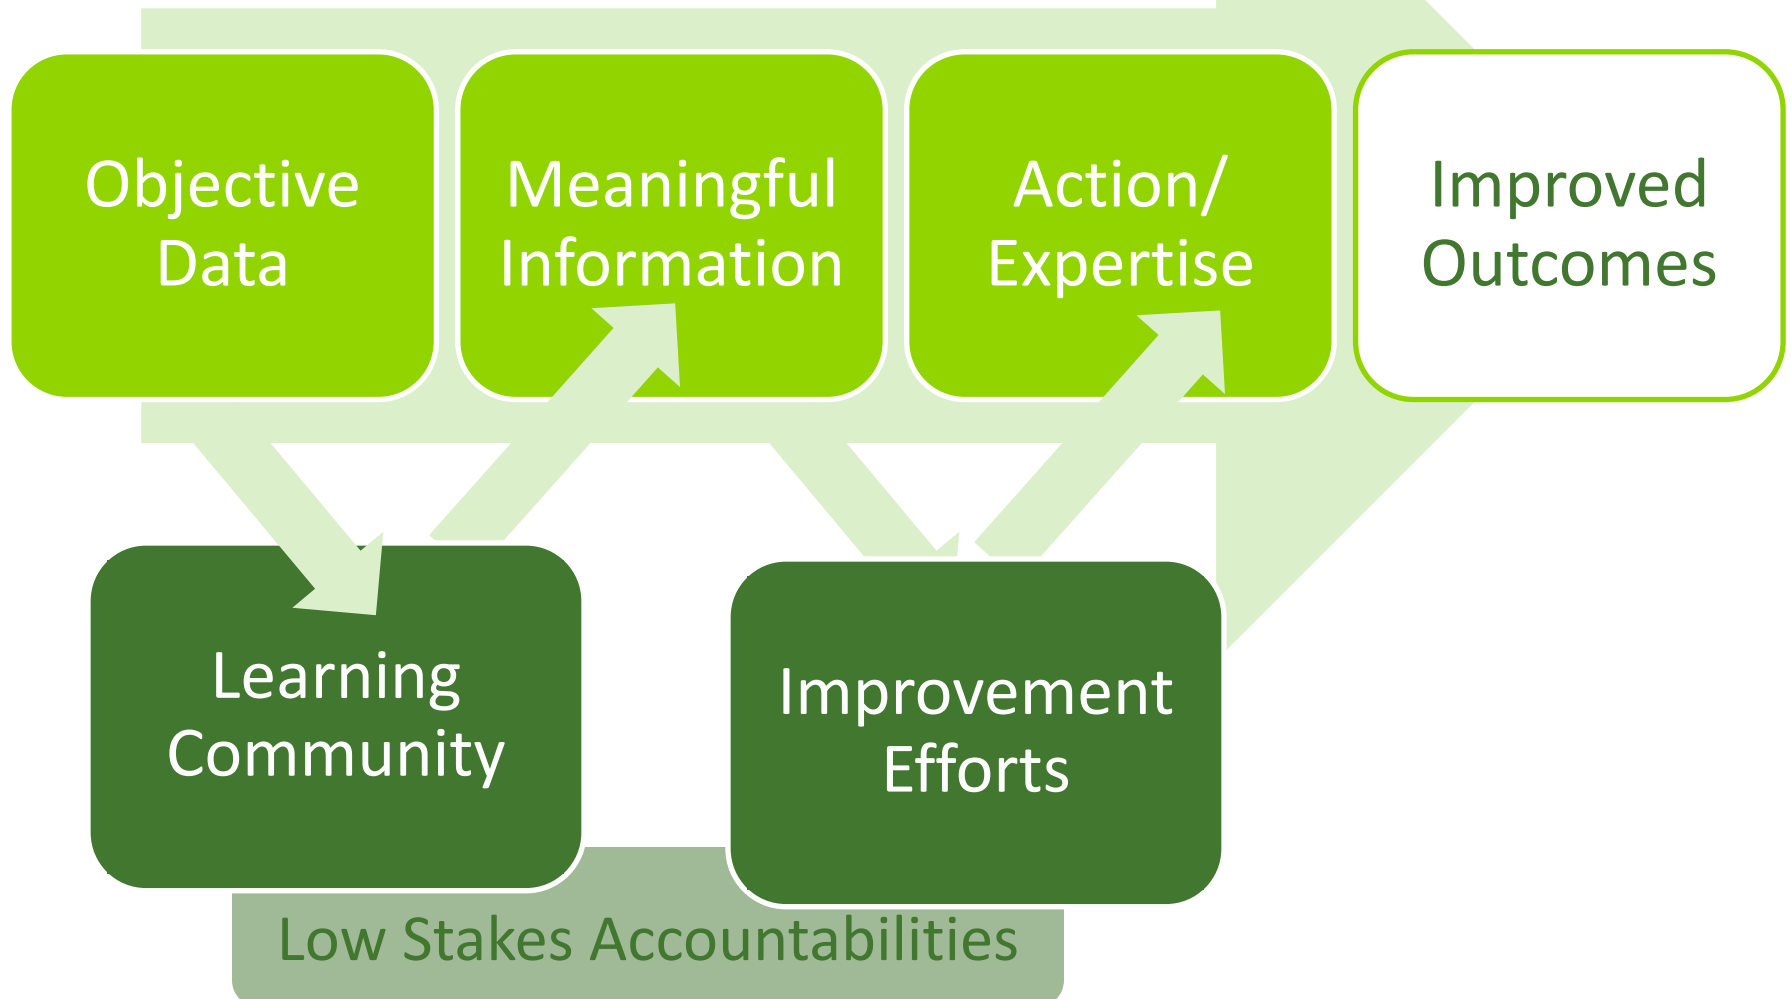 Objective
Data
Meaningful
Information
Action/
Expertise
Improved
Outcomes
Learning
Community
Improvement
Efforts
Low Stakes Accountabilities